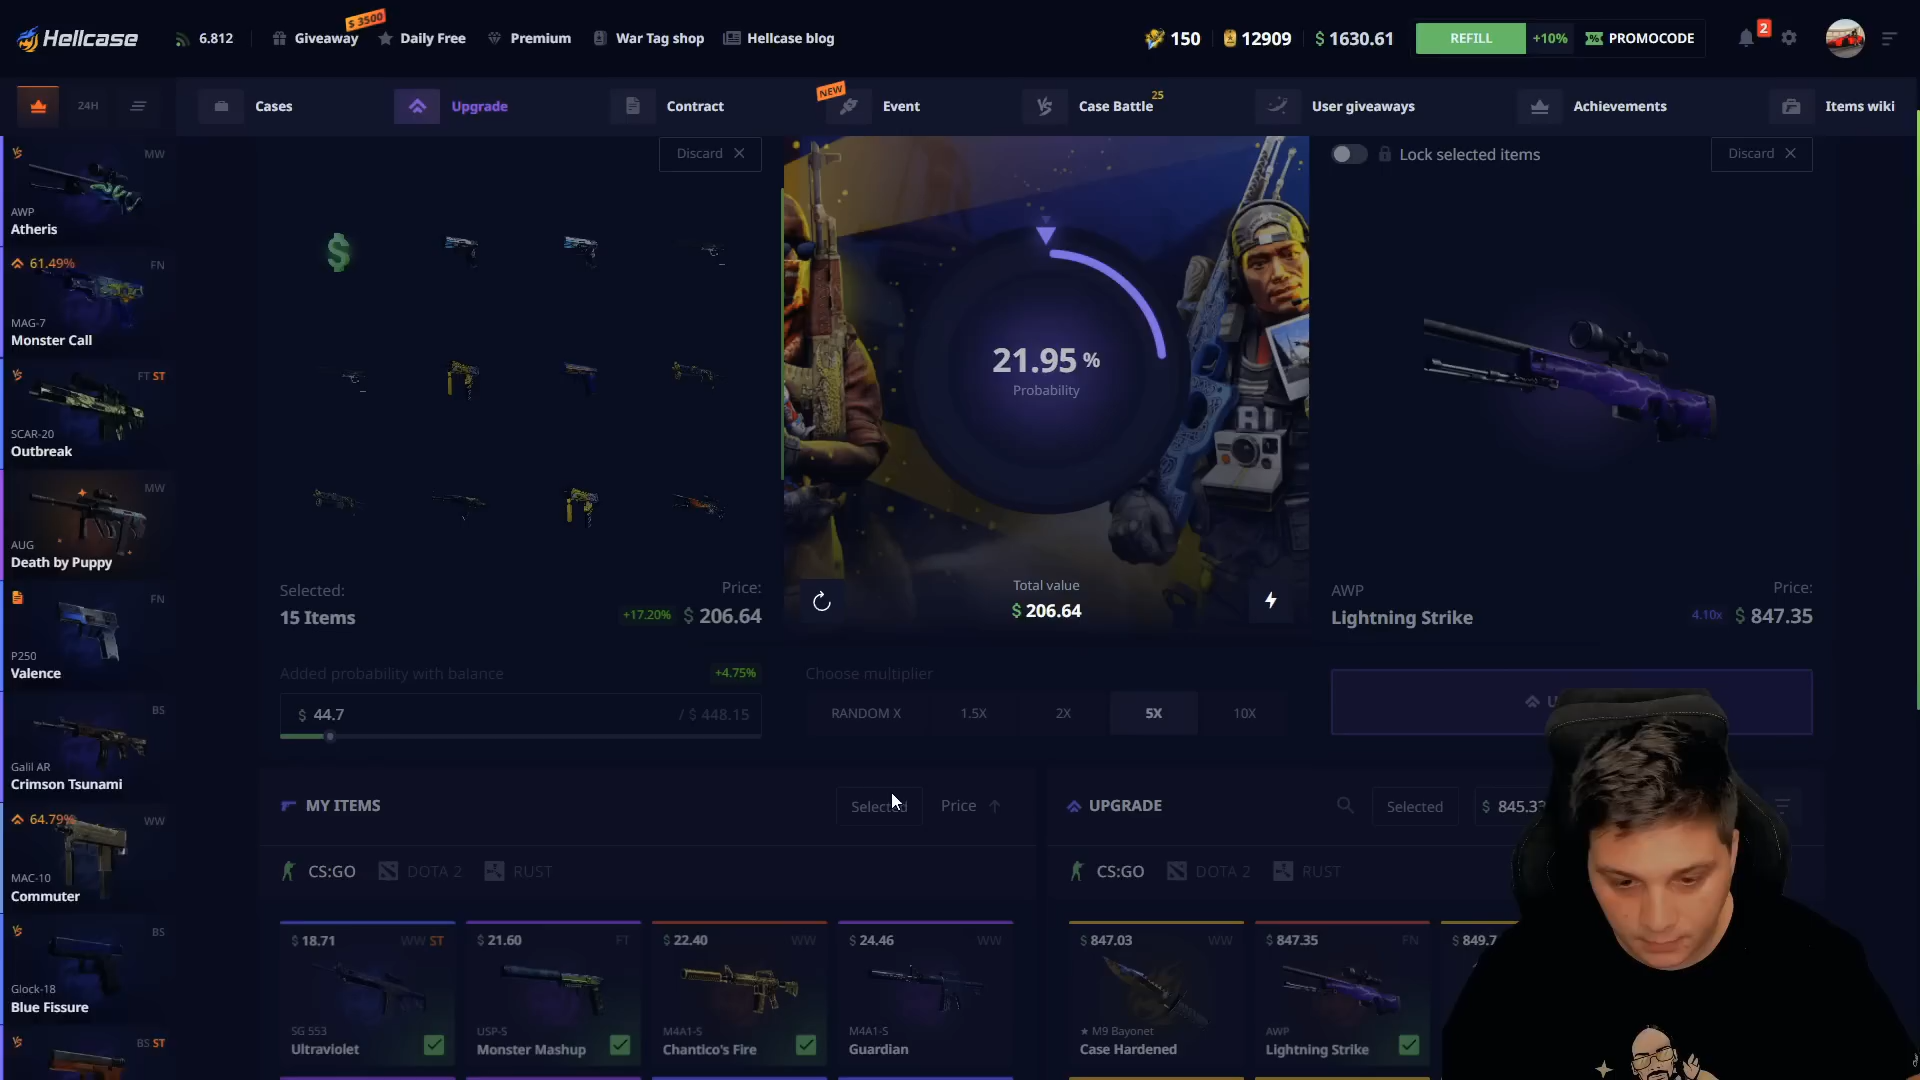 HELLCASE
6.812
$ 3500
Giveaway
Daily Free
Premium
War Tag shop
Hellcase blog
150
12909
$ 1630.61
REFILL
+10%
PROMOCODE
2
24H
Cases
Upgrade
Contract
NEW
Event
Case Battle
25
User giveaways
Achievements
Items wiki
MW
AWP
Atheris
61.49%
FN
MAG-7
Monster Call
FT ST
SCAR-20
Outbreak
MW
AUG
Death by Puppy
FN
P250
Valence
BS
Galil AR
Crimson Tsunami
64.79%
WW
MAC-10
Commuter
BS
Glock-18
Blue Fissure
BS ST
Discard
Selected:
15 Items
Price:
+17.20%
$ 206.64
21.95 %
Probability
Total value
$ 206.64
Lock selected items
Discard
AWP
Lightning Strike
Price:
4.10x
$ 847.35
Added probability with balance
+4.75%
$ 44.7
/ $ 448.15
Choose multiplier
RANDOM X
1.5X
2X
5X
10X
MY ITEMS
Selected
Price
CS:GO
DOTA 2
RUST
UPGRADE
Selected
CS:GO
DOTA 2
RUST
$ 18.71
WW ST
SG 553
Ultraviolet
$ 21.60
FT
USP-S
Monster Mashup
$ 22.40
WW
M4A1-S
Chantico's Fire
$ 24.46
WW
M4A1-S
Guardian
$ 847.03
WW
★ M9 Bayonet
Case Hardened
$ 847.35
FN
AWP
Lightning Strike